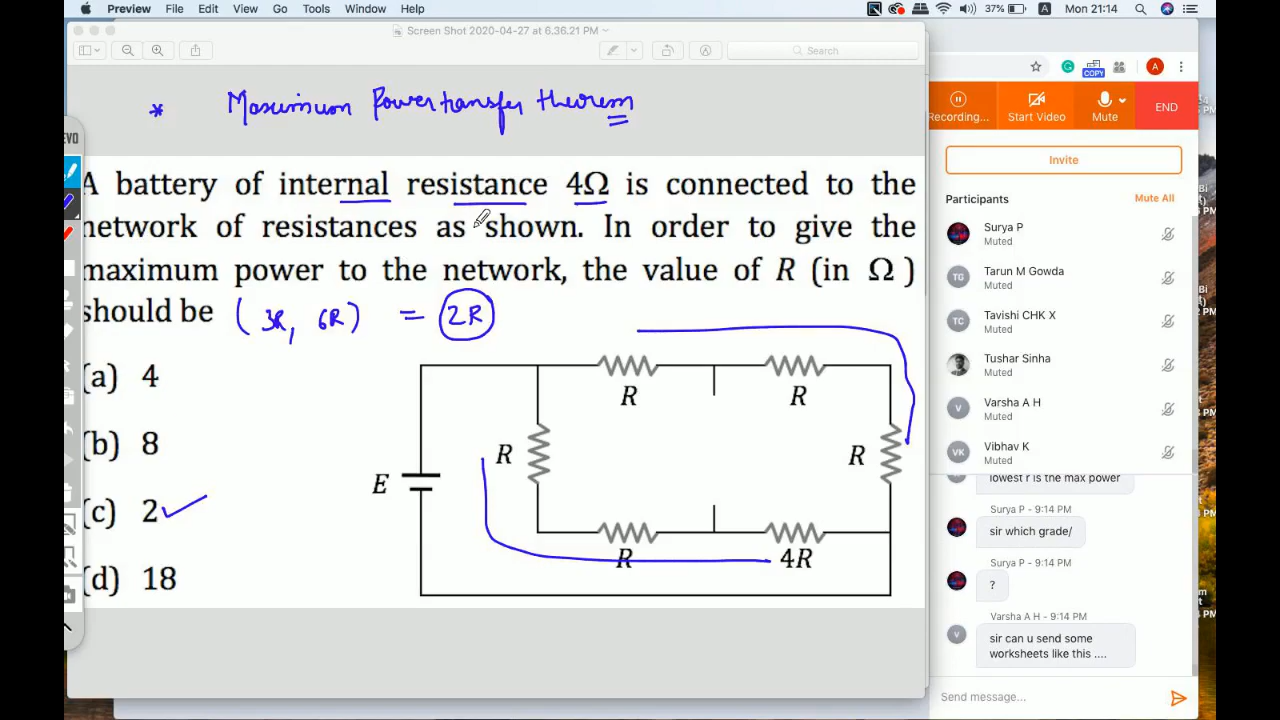 Preview File Edit View Go Tools Window Help 37% A Mon 21:14
Screen Shot 2020-04-27 at 6.36.21 PM
Search
* Maximum Power transfer theorem
A battery of internal resistance 4Ω is connected to the
network of resistances as shown. In order to give the
maximum power to the network, the value of R (in Ω )
should be (3R, 6R) = 2R
(a) 4
(b) 8
(c) 2
(d) 18
R R
R R
E
R 4R
COPY
A
Recording...
Start Video
Mute
END
Invite
Participants Mute All
Surya P
Muted
TG Tarun M Gowda
Muted
TC Tavishi CHK X
Muted
Tushar Sinha
Muted
V Varsha A H
Muted
VK Vibhav K
Muted
lowest r is the max power
Surya P - 9:14 PM
sir which grade/
Surya P - 9:14 PM
?
Varsha A H - 9:14 PM
V sir can u send some
worksheets like this ....
Send message...